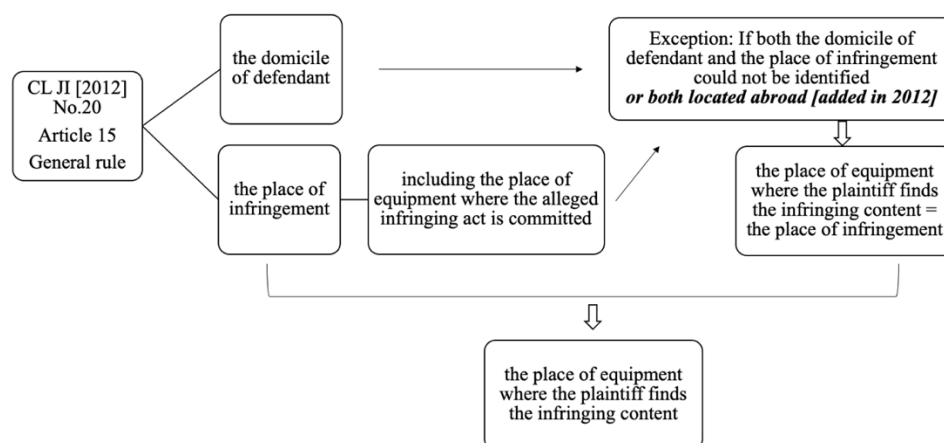 CL JI [2012]
No.20
Article 15
General rule
the domicile
of defendant
the place of
infringement
including the place of
equipment where the alleged
infringing act is committed
Exception: If both the domicile of
defendant and the place of infringement
could not be identified
or both located abroad [added in 2012]
the place of equipment
where the plaintiff finds
the infringing content =
the place of infringement
the place of equipment
where the plaintiff finds
the infringing content